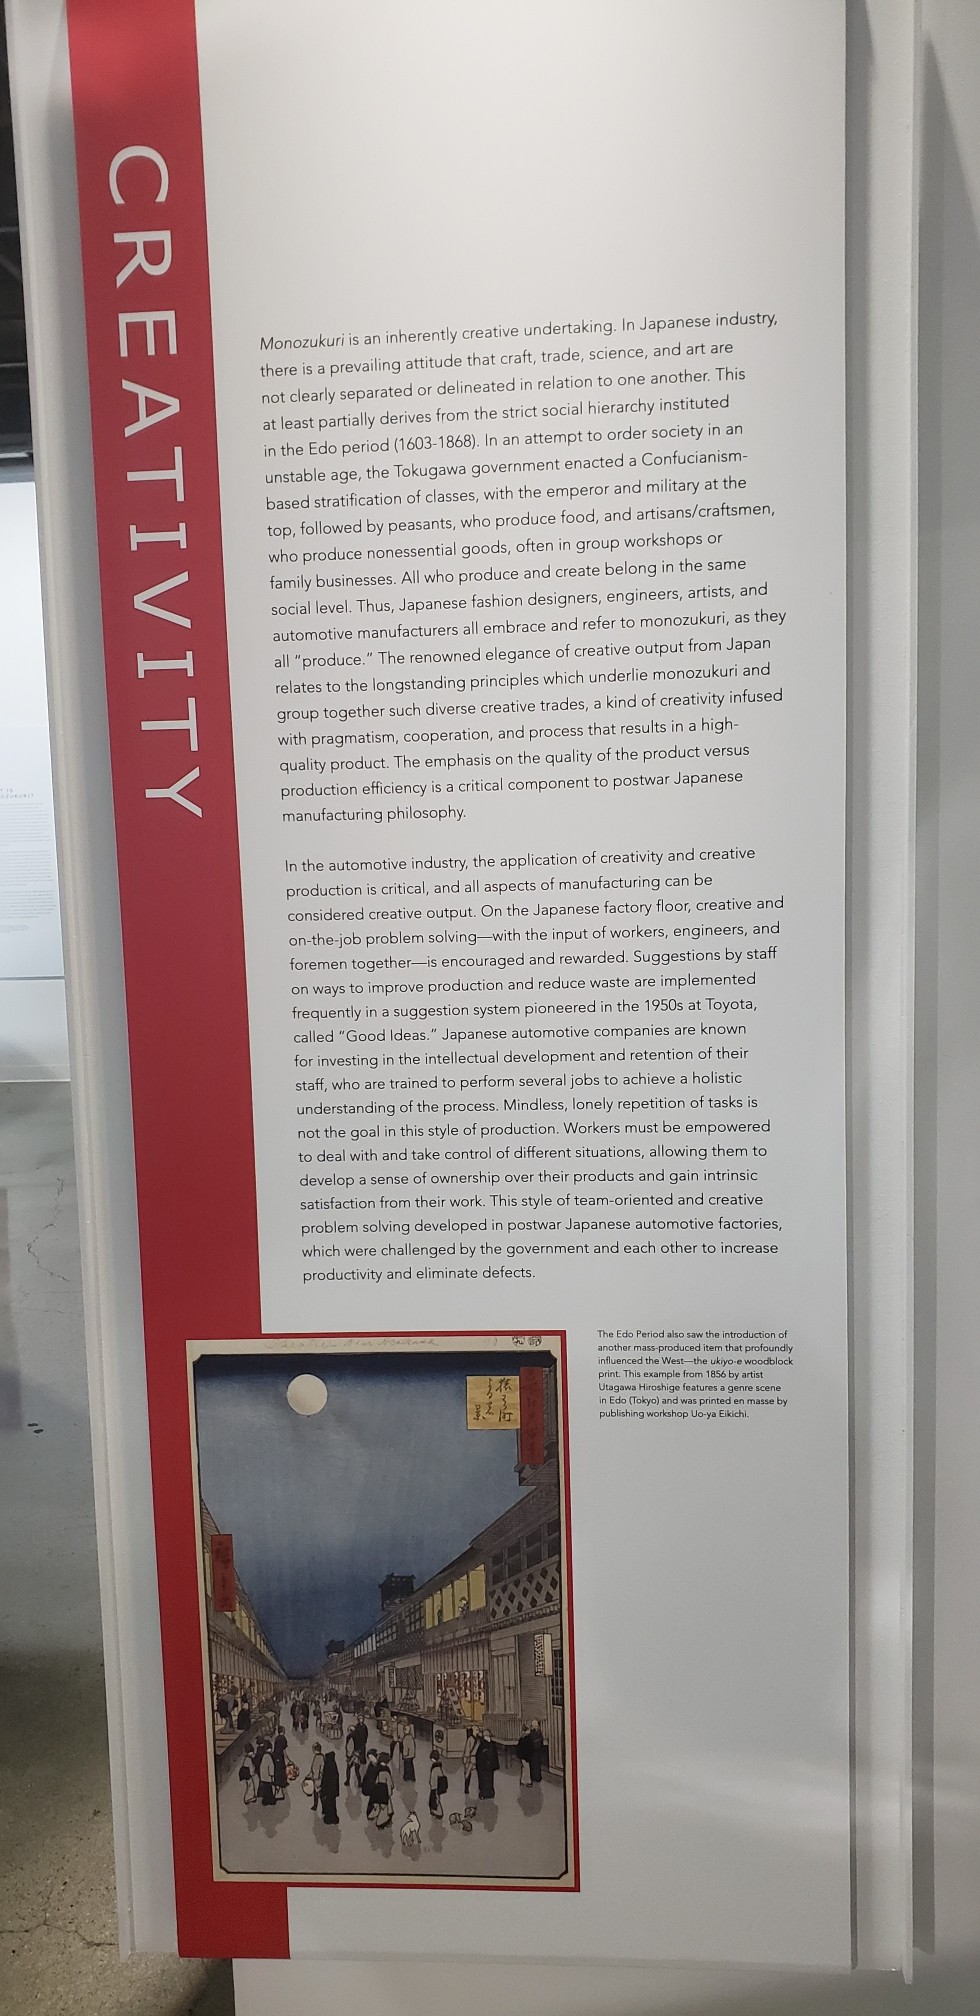 CREATIVITY
Monozukuri is an inherently creative undertaking. In Japanese industry,
there is a prevailing attitude that craft, trade, science, and art are
not clearly separated or delineated in relation to one another. This
at least partially derives from the strict social hierarchy instituted
in the Edo period (1603-1868). In an attempt to order society in an
unstable age, the Tokugawa government enacted a Confucianism-
based stratification of classes, with the emperor and military at the
top, followed by peasants, who produce food, and artisans/craftsmen,
who produce nonessential goods, often in group workshops or
family businesses. All who produce and create belong in the same
social level. Thus, Japanese fashion designers, engineers, artists, and
automotive manufacturers all embrace and refer to monozukuri, as they
all “produce.” The renowned elegance of creative output from Japan
relates to the longstanding principles which underlie monozukuri and
group together such diverse creative trades, a kind of creativity infused
with pragmatism, cooperation, and process that results in a high-
quality product. The emphasis on the quality of the product versus
production efficiency is a critical component to postwar Japanese
manufacturing philosophy.
In the automotive industry, the application of creativity and creative
production is critical, and all aspects of manufacturing can be
considered creative output. On the Japanese factory floor, creative and
on-the-job problem solving—with the input of workers, engineers, and
foremen together—is encouraged and rewarded. Suggestions by staff
on ways to improve production and reduce waste are implemented
frequently in a suggestion system pioneered in the 1950s at Toyota,
called “Good Ideas.” Japanese automotive companies are known
for investing in the intellectual development and retention of their
staff, who are trained to perform several jobs to achieve a holistic
understanding of the process. Mindless, lonely repetition of tasks is
not the goal in this style of production. Workers must be empowered
to deal with and take control of different situations, allowing them to
develop a sense of ownership over their products and gain intrinsic
satisfaction from their work. This style of team-oriented and creative
problem solving developed in postwar Japanese automotive factories,
which were challenged by the government and each other to increase
productivity and eliminate defects.
The Edo Period also saw the introduction of
another mass-produced item that profoundly
influenced the West—the ukiyo-e woodblock
print. This example from 1856 by artist
Utagawa Hiroshige features a genre scene
in Edo (Tokyo) and was printed en masse by
publishing workshop Uo-ya Eikichi.